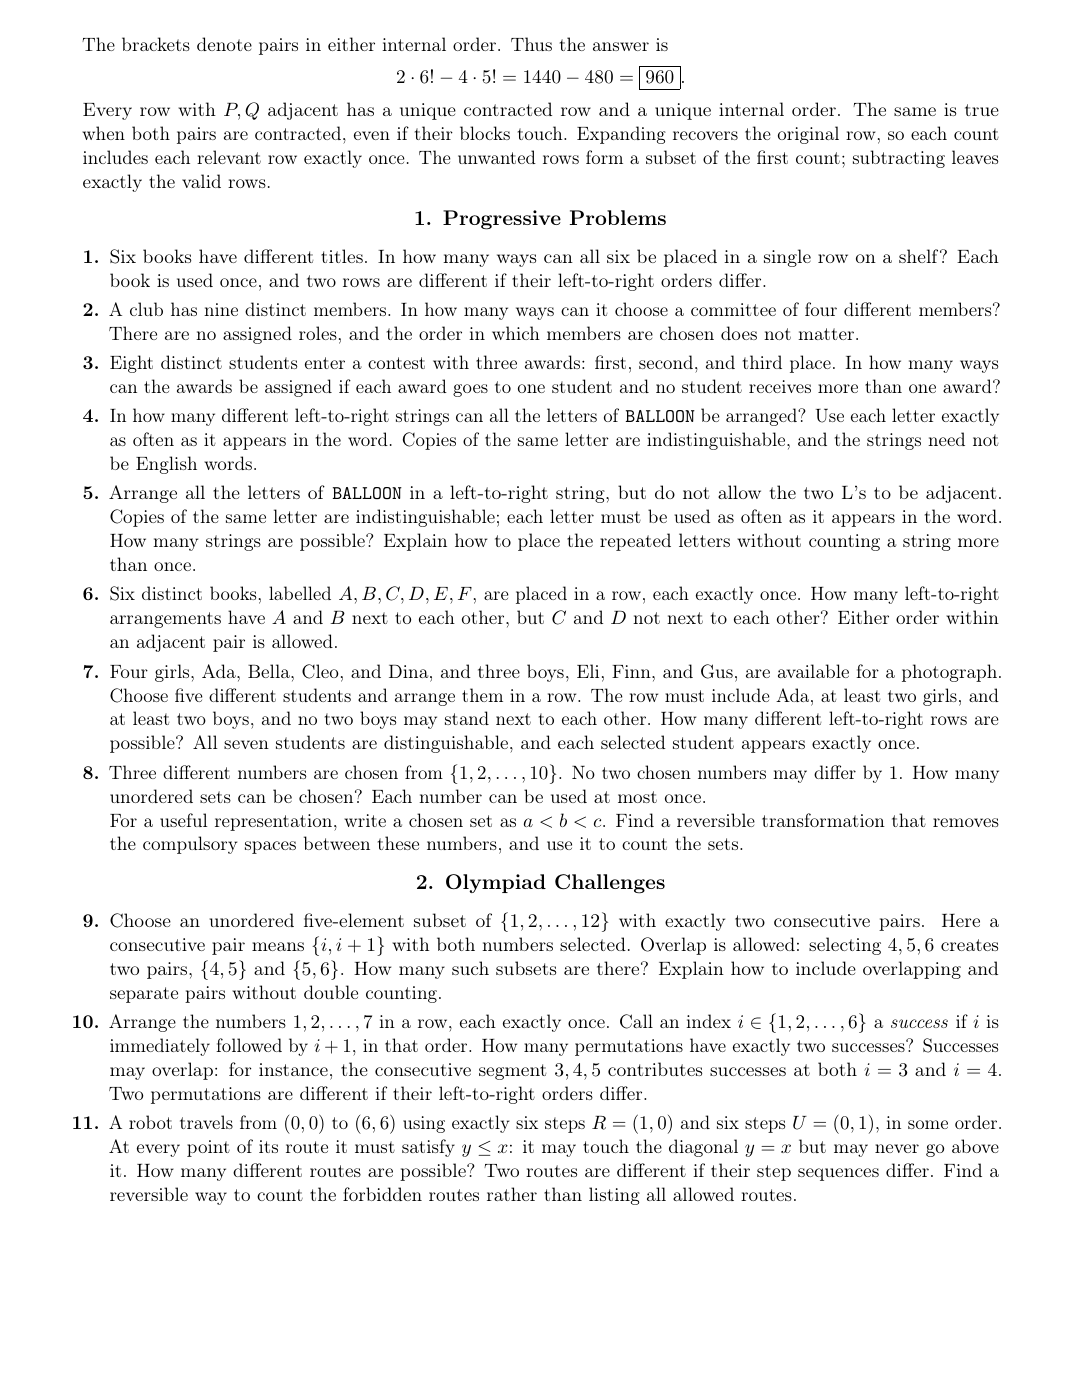 The brackets denote pairs in either internal order. Thus the answer is
2 · 6! − 4 · 5! = 1440 − 480 = 960.
Every row with P, Q adjacent has a unique contracted row and a unique internal order. The same is true
when both pairs are contracted, even if their blocks touch. Expanding recovers the original row, so each count
includes each relevant row exactly once. The unwanted rows form a subset of the first count; subtracting leaves
exactly the valid rows.
1. Progressive Problems
1. Six books have different titles. In how many ways can all six be placed in a single row on a shelf? Each
book is used once, and two rows are different if their left-to-right orders differ.
2. A club has nine distinct members. In how many ways can it choose a committee of four different members?
There are no assigned roles, and the order in which members are chosen does not matter.
3. Eight distinct students enter a contest with three awards: first, second, and third place. In how many ways
can the awards be assigned if each award goes to one student and no student receives more than one award?
4. In how many different left-to-right strings can all the letters of BALLOON be arranged? Use each letter exactly
as often as it appears in the word. Copies of the same letter are indistinguishable, and the strings need not
be English words.
5. Arrange all the letters of BALLOON in a left-to-right string, but do not allow the two L's to be adjacent.
Copies of the same letter are indistinguishable; each letter must be used as often as it appears in the word.
How many strings are possible? Explain how to place the repeated letters without counting a string more
than once.
6. Six distinct books, labelled A, B, C, D, E, F, are placed in a row, each exactly once. How many left-to-right
arrangements have A and B next to each other, but C and D not next to each other? Either order within
an adjacent pair is allowed.
7. Four girls, Ada, Bella, Cleo, and Dina, and three boys, Eli, Finn, and Gus, are available for a photograph.
Choose five different students and arrange them in a row. The row must include Ada, at least two girls, and
at least two boys, and no two boys may stand next to each other. How many different left-to-right rows are
possible? All seven students are distinguishable, and each selected student appears exactly once.
8. Three different numbers are chosen from {1, 2, . . . , 10}. No two chosen numbers may differ by 1. How many
unordered sets can be chosen? Each number can be used at most once.
For a useful representation, write a chosen set as a < b < c. Find a reversible transformation that removes
the compulsory spaces between these numbers, and use it to count the sets.
2. Olympiad Challenges
9. Choose an unordered five-element subset of {1, 2, . . . , 12} with exactly two consecutive pairs. Here a
consecutive pair means {i, i + 1} with both numbers selected. Overlap is allowed: selecting 4, 5, 6 creates
two pairs, {4, 5} and {5, 6}. How many such subsets are there? Explain how to include overlapping and
separate pairs without double counting.
10. Arrange the numbers 1, 2, . . . , 7 in a row, each exactly once. Call an index i ∈ {1, 2, . . . , 6} a success if i is
immediately followed by i + 1, in that order. How many permutations have exactly two successes? Successes
may overlap: for instance, the consecutive segment 3, 4, 5 contributes successes at both i = 3 and i = 4.
Two permutations are different if their left-to-right orders differ.
11. A robot travels from (0, 0) to (6, 6) using exactly six steps R = (1, 0) and six steps U = (0, 1), in some order.
At every point of its route it must satisfy y ≤ x: it may touch the diagonal y = x but may never go above
it. How many different routes are possible? Two routes are different if their step sequences differ. Find a
reversible way to count the forbidden routes rather than listing all allowed routes.